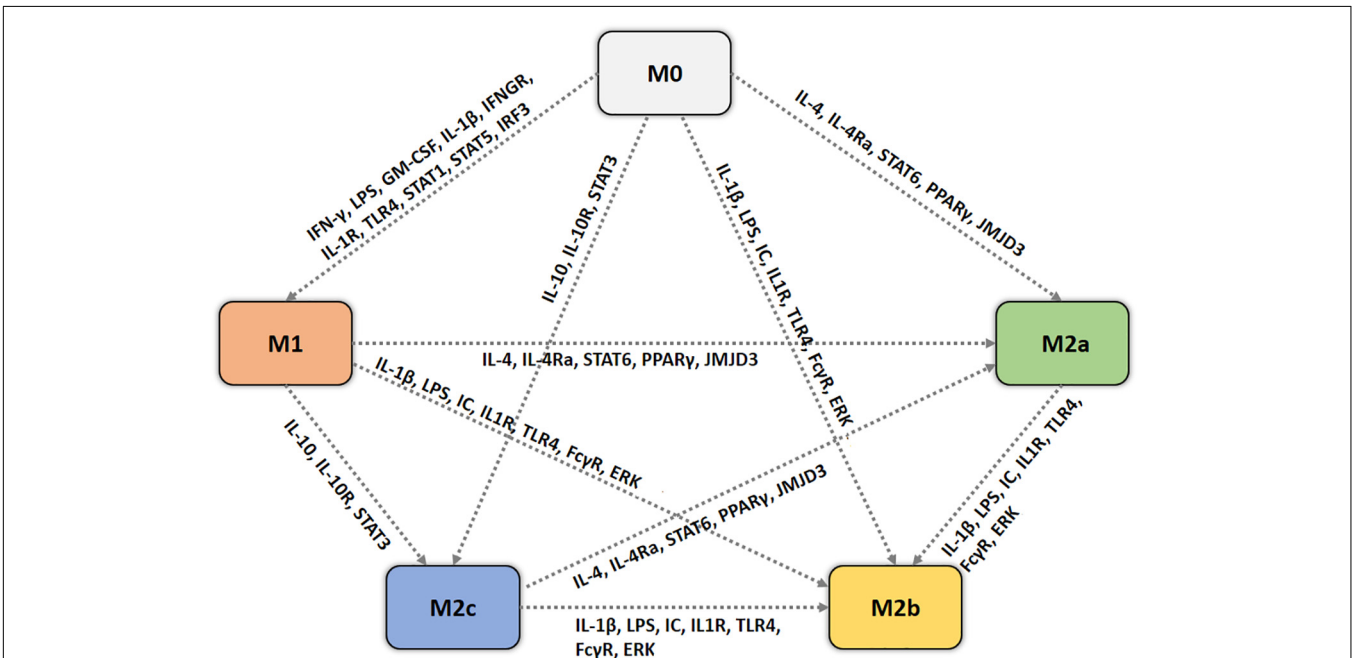 M0
IFN-γ, LPS, GM-CSF, IL-1β, IFNGR,
IL-1R, TLR4, STAT1, STAT5, IRF3
IL-10, IL-10R, STAT3
IL-1β, LPS, IC, IL1R, TLR4, FcγR, ERK
IL-4, IL-4Ra, STAT6, PPARγ, JMJD3
M1
IL-4, IL-4Ra, STAT6, PPARγ, JMJD3
M2a
IL-1β, LPS, IC, IL1R, TLR4, FcγR, ERK
IL-10, IL-10R, STAT3
IL-4, IL-4Ra, STAT6, PPARγ, JMJD3
IL-1β, LPS, IC, IL1R, TLR4,
FcγR, ERK
M2c
IL-1β, LPS, IC, IL1R, TLR4,
FcγR, ERK
M2b